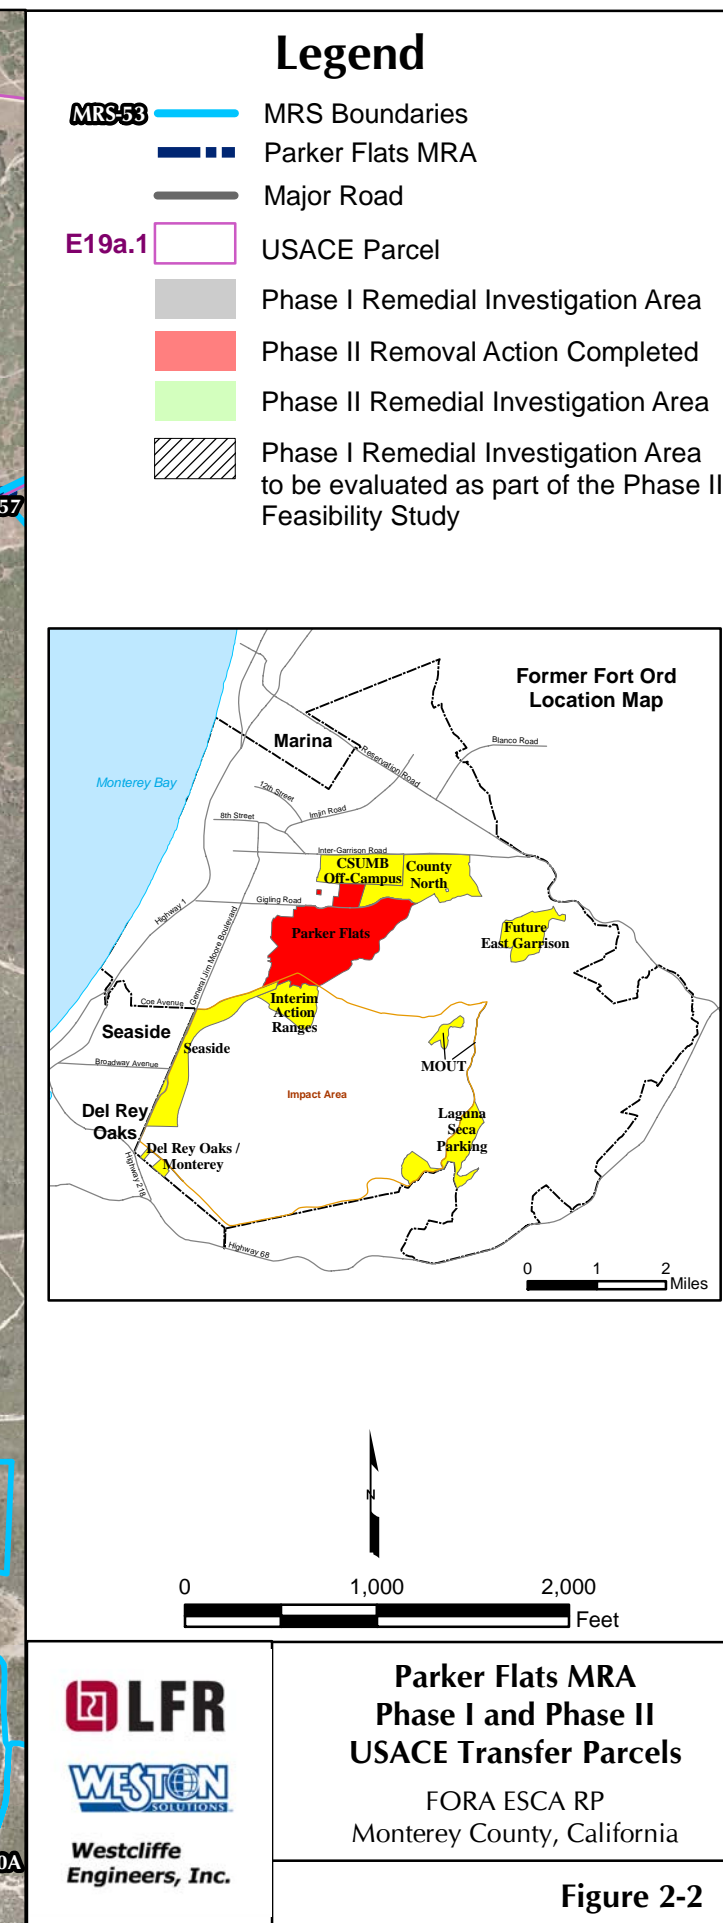 Legend
MRS-53
MRS Boundaries
Parker Flats MRA
Major Road
E19a.1
USACE Parcel
Phase I Remedial Investigation Area
Phase II Removal Action Completed
Phase II Remedial Investigation Area
Phase I Remedial Investigation Area
to be evaluated as part of the Phase II
Feasibility Study
57
Former Fort Ord
Location Map
Marina
Blanco Road
Reservation Road
Monterey Bay
12th Street
Imjin Road
8th Street
Inter-Garrison Road
CSUMB
Off-Campus
County
North
Gigling Road
Highway 1
General Jim Moore Boulevard
Parker Flats
Future
East Garrison
Coe Avenue
Interim
Action
Ranges
Seaside
Seaside
Broadway Avenue
MOUT
Impact Area
Del Rey
Oaks
Laguna
Seca
Parking
Del Rey Oaks /
Monterey
Highway 218
Highway 68
0 1 2
Miles
N
0 1,000 2,000
Feet
LFR
WESTON
SOLUTIONS
Westcliffe
Engineers, Inc.
0A
Parker Flats MRA
Phase I and Phase II
USACE Transfer Parcels
FORA ESCA RP
Monterey County, California
Figure 2-2